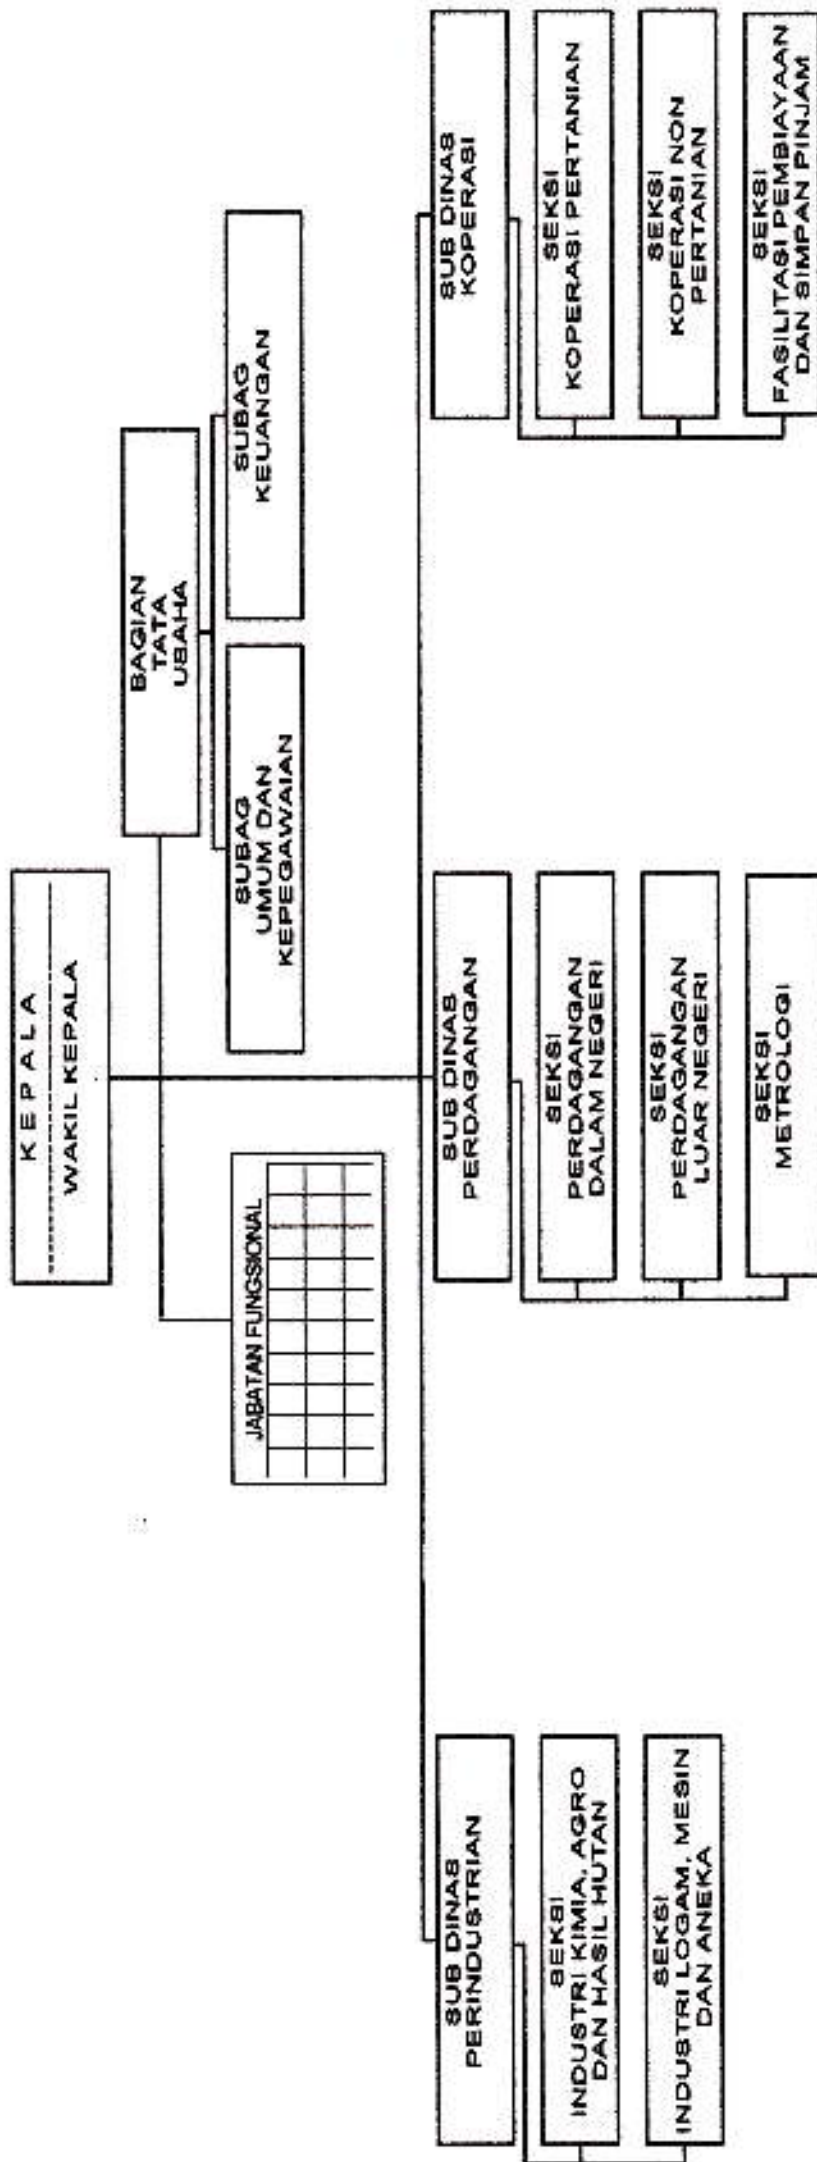 K E P A L A
WAKIL KEPALA
BAGIAN
TATA
USAHA
SUBAG
UMUM DAN
KEPEGAWAIAN
SUBAG
KEUANGAN
JABATAN FUNGSIONAL
SUB DINAS
PERINDUSTRIAN
SEKSI
INDUSTRI KIMIA, AGRO
DAN HASIL HUTAN
SEKSI
INDUSTRI LOGAM, MESIN
DAN ANEKA
SUB DINAS
PERDAGANGAN
SEKSI
PERDAGANGAN
DALAM NEGERI
SEKSI
PERDAGANGAN
LUAR NEGERI
SEKSI
METROLOGI
SUB DINAS
KOPERASI
SEKSI
KOPERASI PERTANIAN
SEKSI
KOPERASI NON
PERTANIAN
SEKSI
FASILITASI PEMBIAYAAN
DAN SIMPAN PINJAM